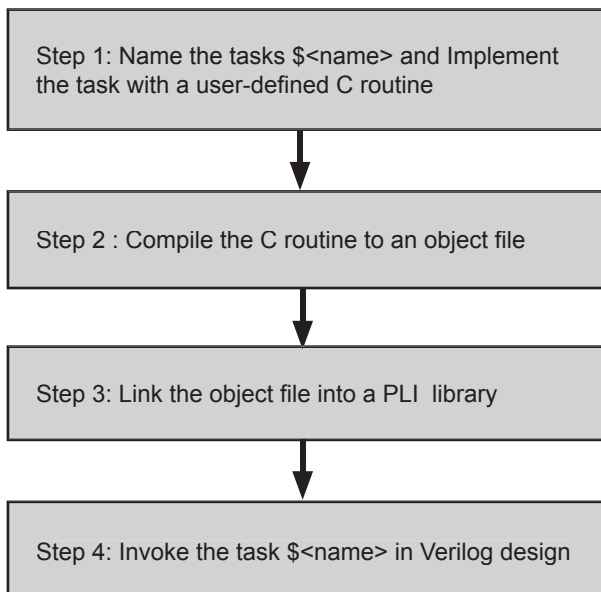 Step 1: Name the tasks $<name> and Implement
the task with a user-defined C routine
Step 2 : Compile the C routine to an object file
Step 3: Link the object file into a PLI library
Step 4: Invoke the task $<name> in Verilog design